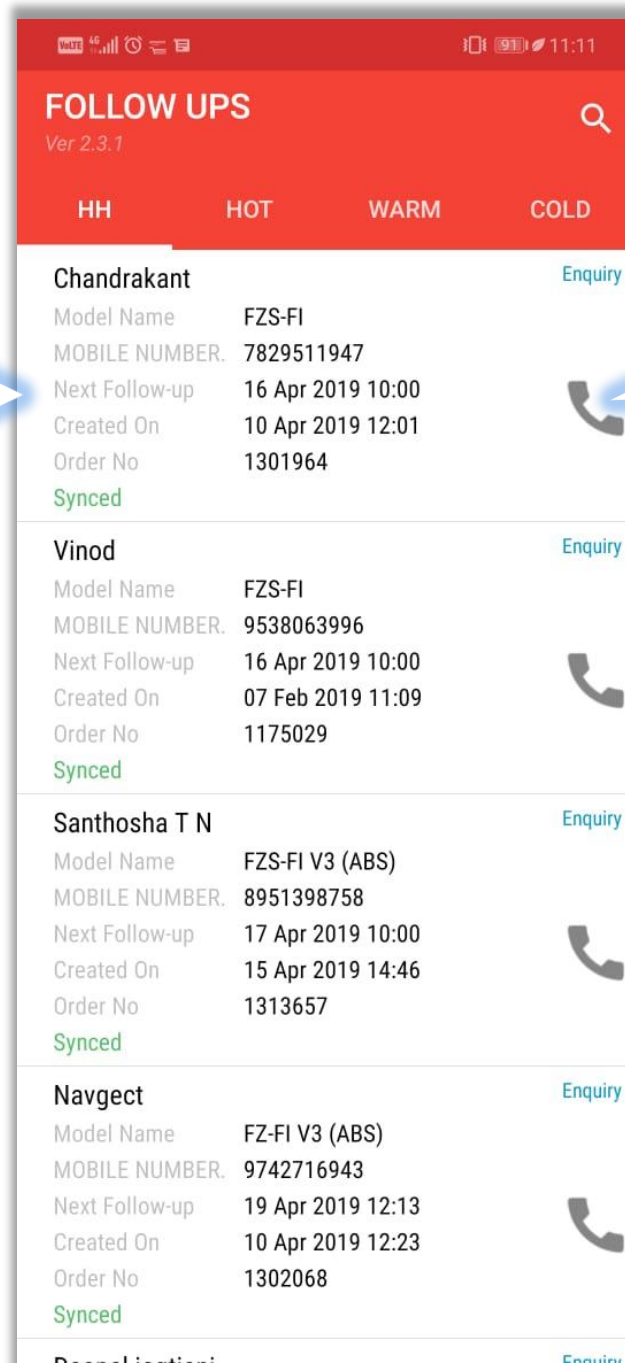 VoLTE 4G 91 11:11
FOLLOW UPS
Ver 2.3.1
HH HOT WARM COLD
Chandrakant Enquiry
Model Name FZS-FI
MOBILE NUMBER. 7829511947
Next Follow-up 16 Apr 2019 10:00
Created On 10 Apr 2019 12:01
Order No 1301964
Synced
Vinod Enquiry
Model Name FZS-FI
MOBILE NUMBER. 9538063996
Next Follow-up 16 Apr 2019 10:00
Created On 07 Feb 2019 11:09
Order No 1175029
Synced
Santhosha T N Enquiry
Model Name FZS-FI V3 (ABS)
MOBILE NUMBER. 8951398758
Next Follow-up 17 Apr 2019 10:00
Created On 15 Apr 2019 14:46
Order No 1313657
Synced
Navgect Enquiry
Model Name FZ-FI V3 (ABS)
MOBILE NUMBER. 9742716943
Next Follow-up 19 Apr 2019 12:13
Created On 10 Apr 2019 12:23
Order No 1302068
Synced
Enquiry